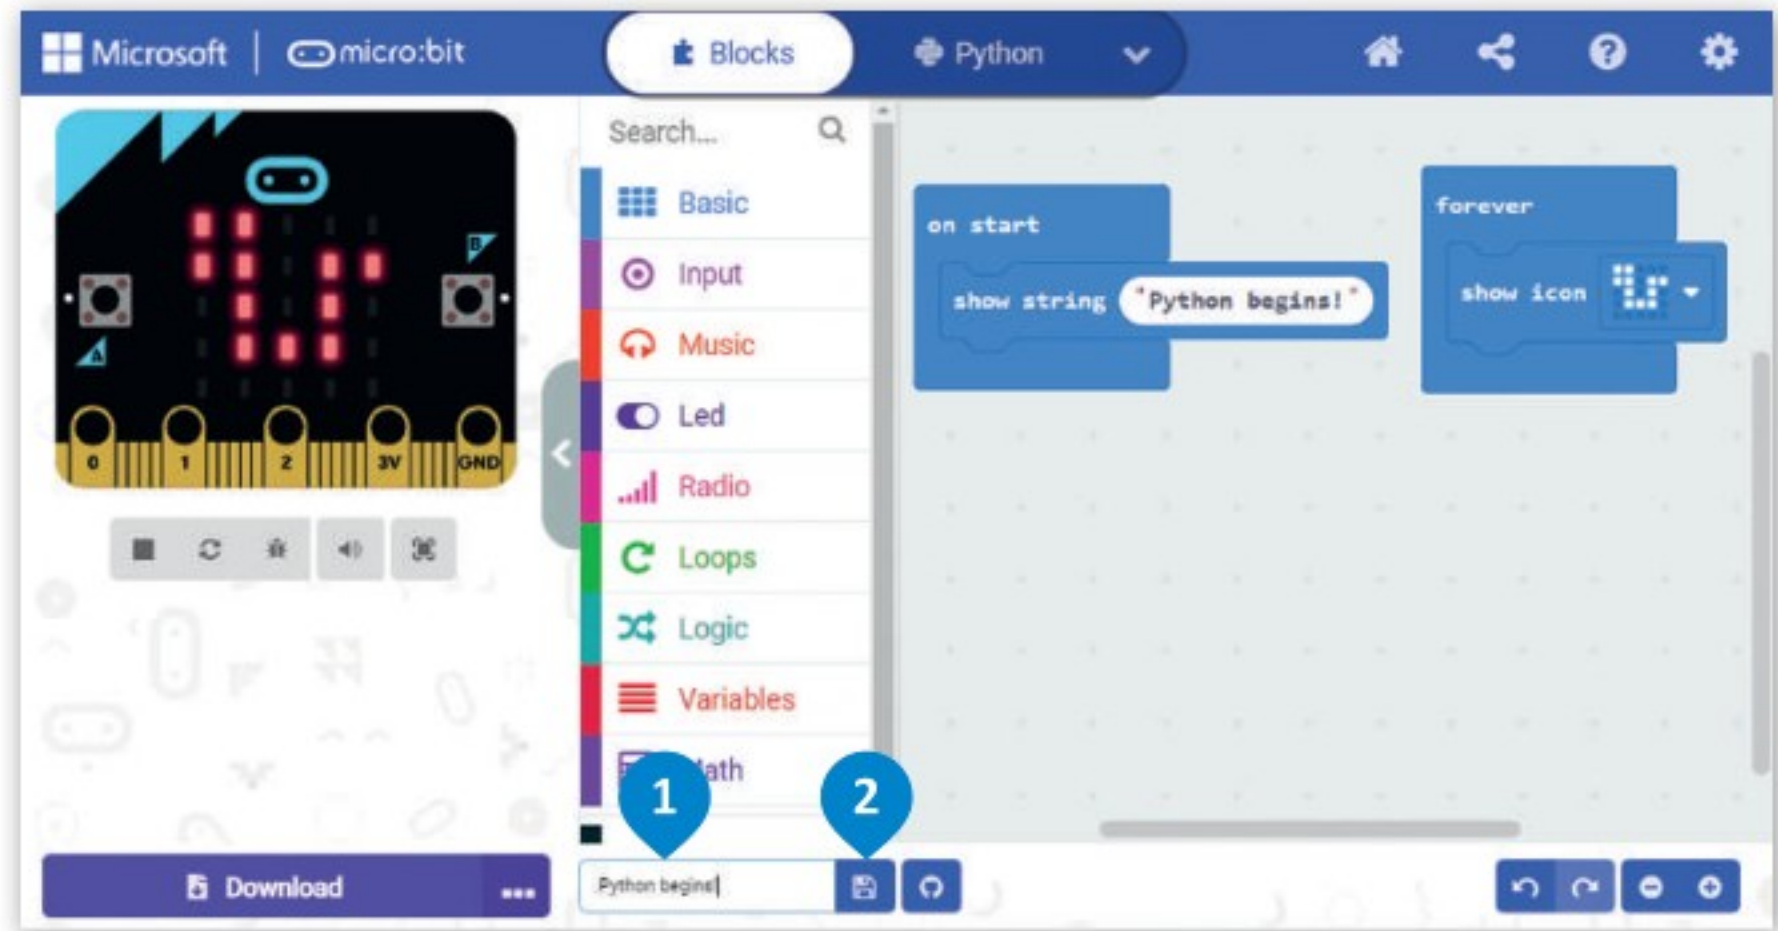 Microsoft | micro:bit
Blocks
Python
Search...
Basic
Input
Music
Led
Radio
Loops
Logic
Variables
ath
on start
show string "Python begins!"
forever
show icon
B
A
0 1 2 3V GND
1
2
Download
...
Python begins!